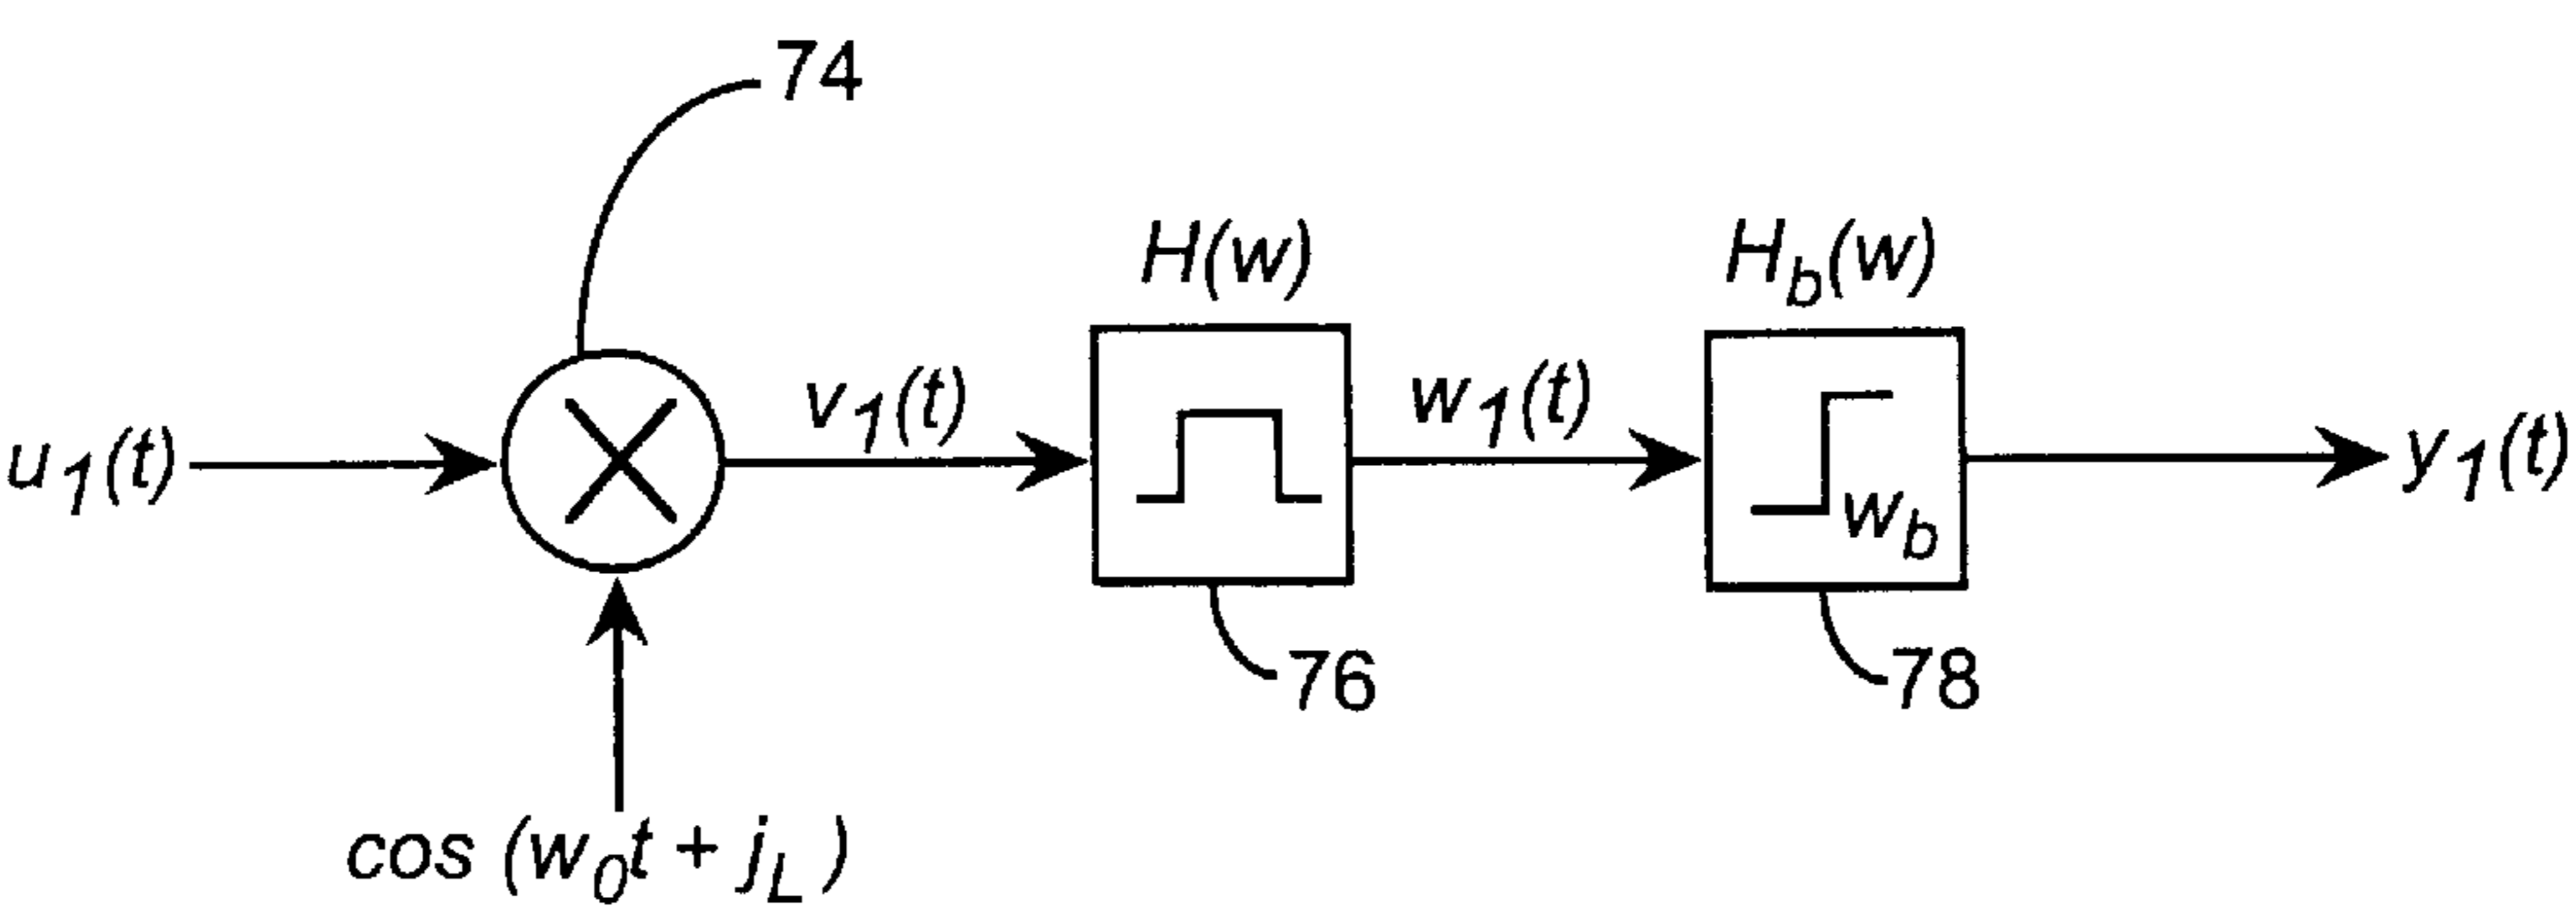 74
H(w)
H_b(w)
v_1(t)
w_1(t)
u_1(t)
y_1(t)
w_b
76
78
cos (w_0t + j_L )